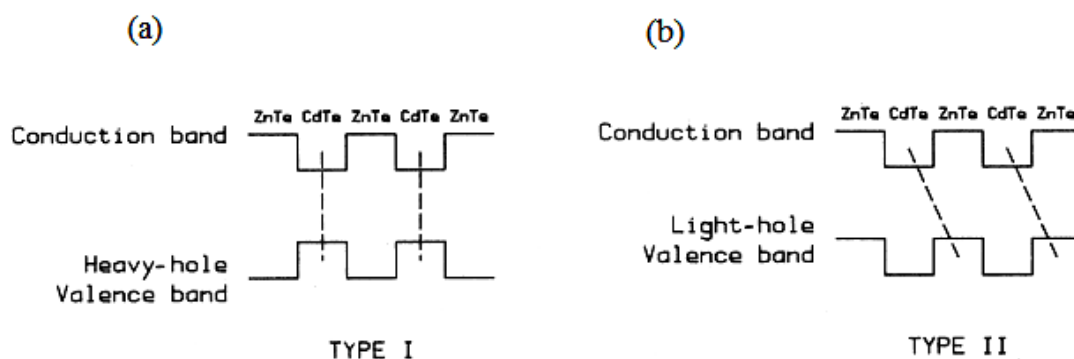 (a)
ZnTe CdTe ZnTe CdTe ZnTe
Conduction band
Heavy-hole
Valence band
TYPE I
(b)
ZnTe CdTe ZnTe CdTe ZnTe
Conduction band
Light-hole
Valence band
TYPE II